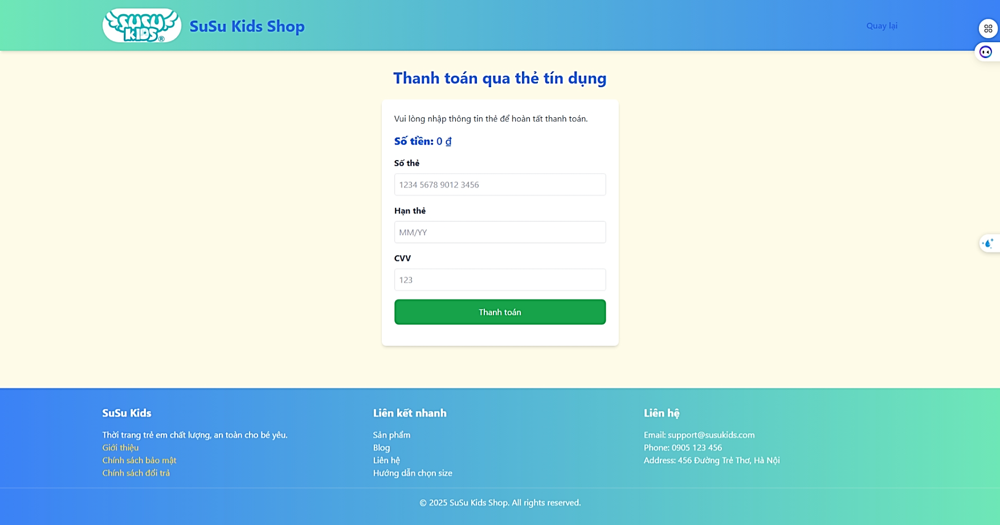 SUSU
KIDS®
SuSu Kids Shop
Quay lại
Thanh toán qua thẻ tín dụng
Vui lòng nhập thông tin thẻ để hoàn tất thanh toán.
Số tiền: 0 ₫
Số thẻ
1234 5678 9012 3456
Hạn thẻ
MM/YY
CVV
123
Thanh toán
SuSu Kids
Thời trang trẻ em chất lượng, an toàn cho bé yêu.
Giới thiệu
Chính sách bảo mật
Chính sách đổi trả
Liên kết nhanh
Sản phẩm
Blog
Liên hệ
Hướng dẫn chọn size
Liên hệ
Email: support@susukids.com
Phone: 0905 123 456
Address: 456 Đường Trẻ Thơ, Hà Nội
© 2025 SuSu Kids Shop. All rights reserved.